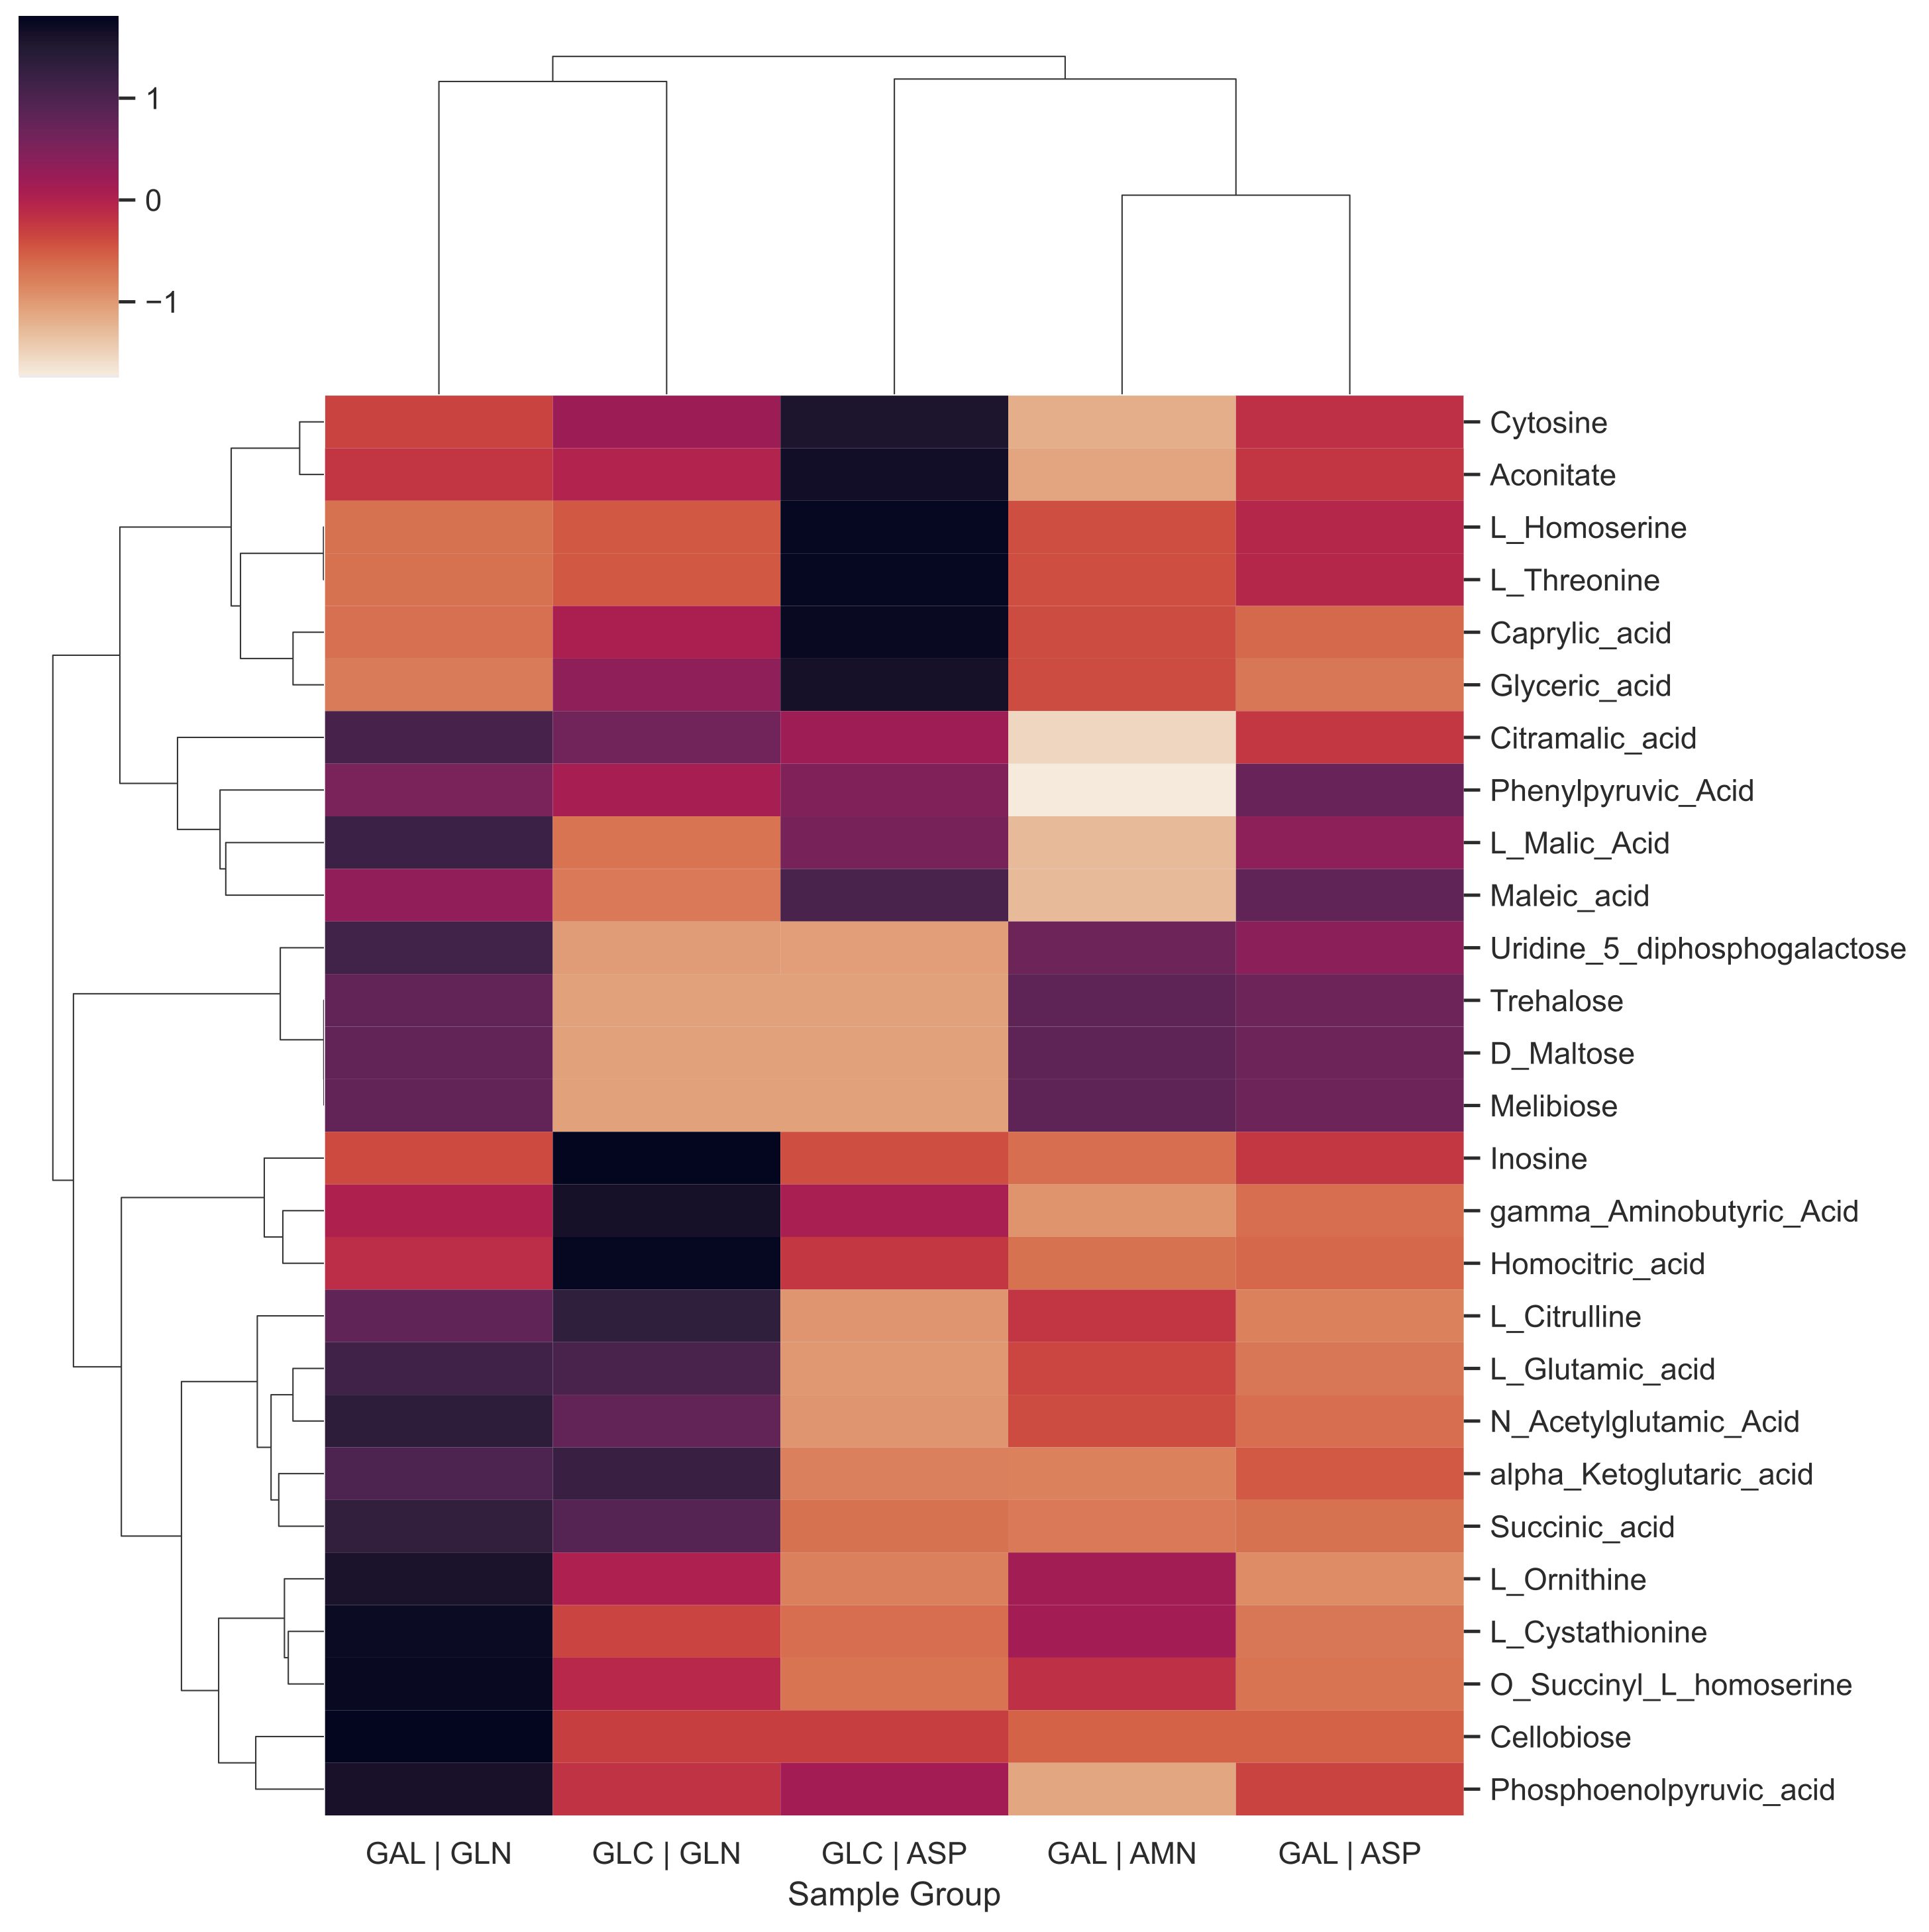 1
0
−1
Cytosine
Aconitate
L_Homoserine
L_Threonine
Caprylic_acid
Glyceric_acid
Citramalic_acid
Phenylpyruvic_Acid
L_Malic_Acid
Maleic_acid
Uridine_5_diphosphogalactose
Trehalose
D_Maltose
Melibiose
Inosine
gamma_Aminobutyric_Acid
Homocitric_acid
L_Citrulline
L_Glutamic_acid
N_Acetylglutamic_Acid
alpha_Ketoglutaric_acid
Succinic_acid
L_Ornithine
L_Cystathionine
O_Succinyl_L_homoserine
Cellobiose
Phosphoenolpyruvic_acid
GAL | GLN GLC | GLN GLC | ASP GAL | AMN GAL | ASP
Sample Group